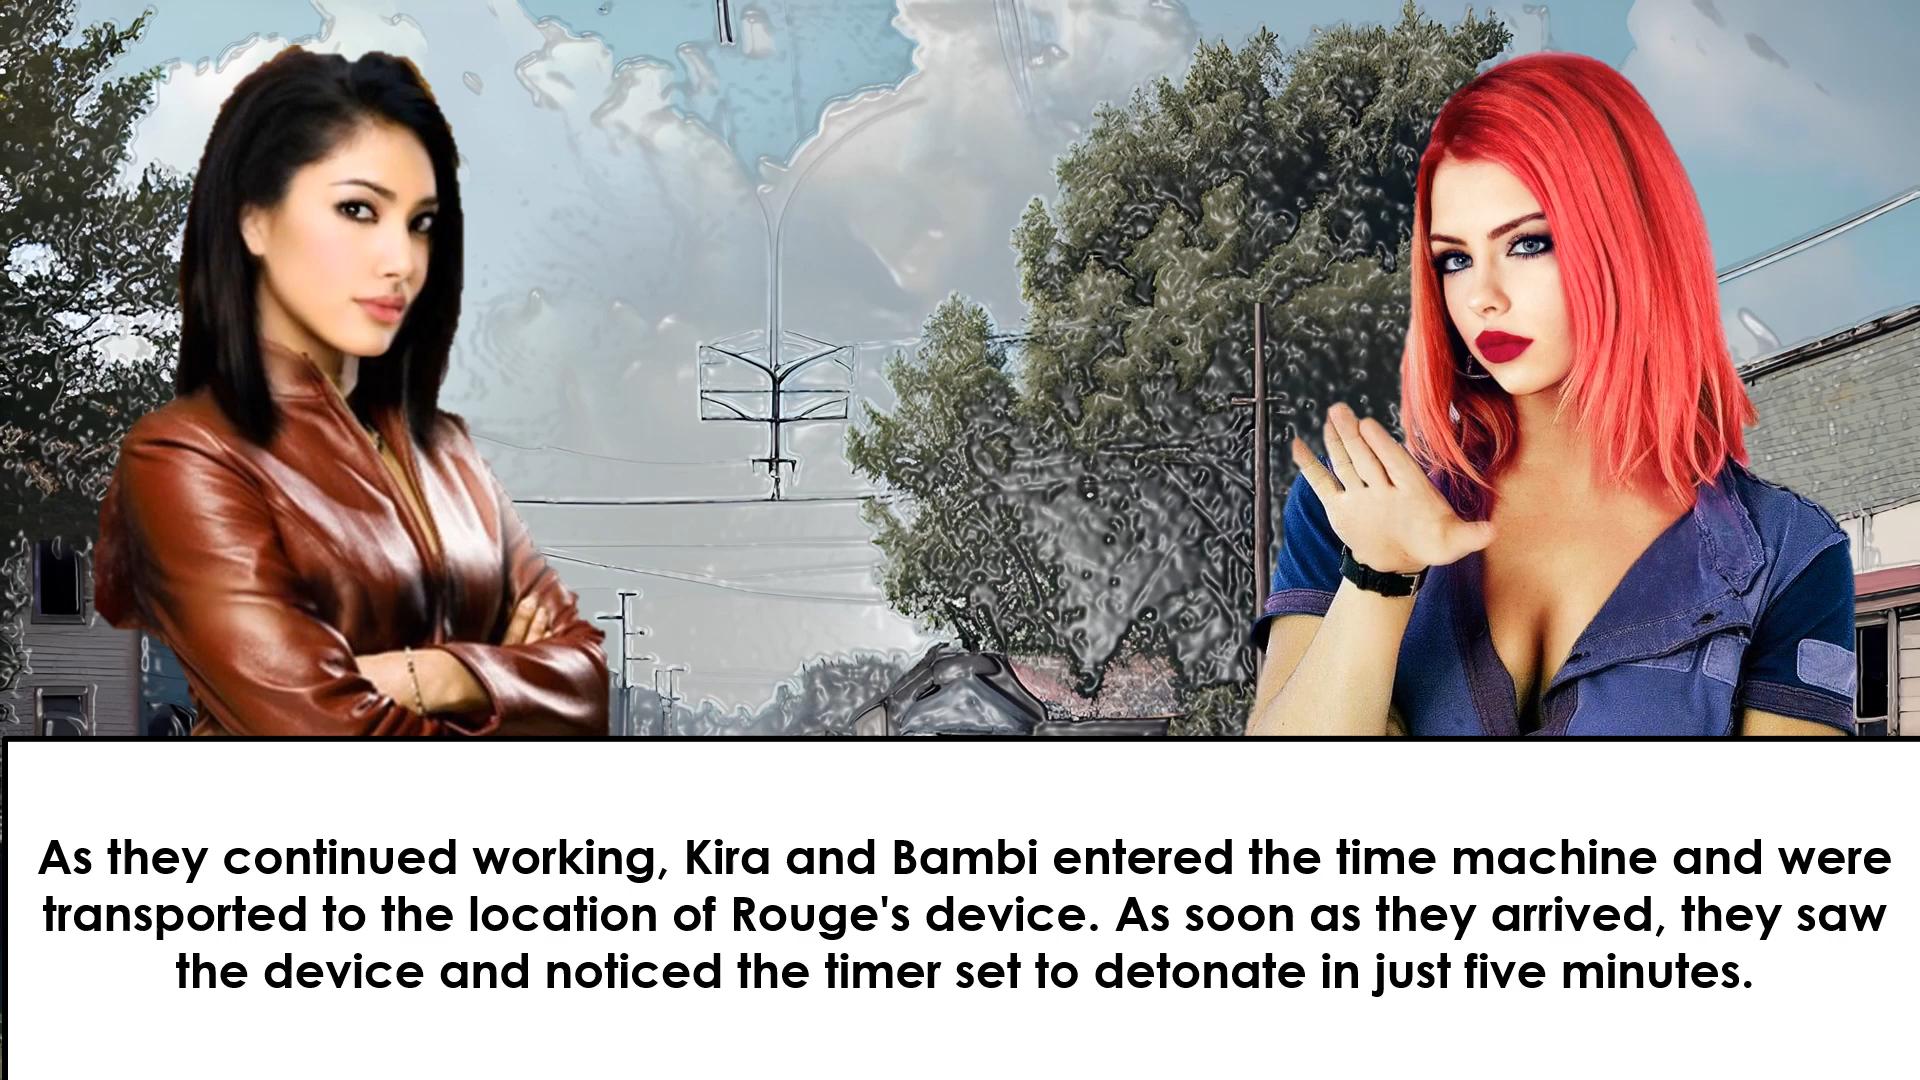 As they continued working, Kira and Bambi entered the time machine and were
transported to the location of Rouge's device. As soon as they arrived, they saw
the device and noticed the timer set to detonate in just five minutes.